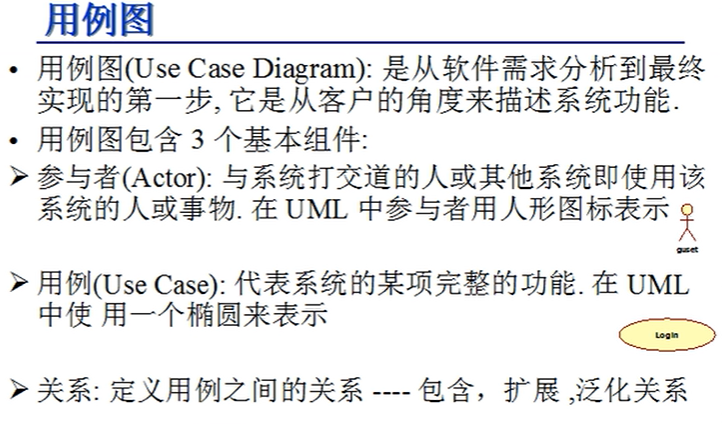 用例图
• 用例图(Use Case Diagram): 是从软件需求分析到最终
实现的第一步, 它是从客户的角度来描述系统功能.
• 用例图包含 3 个基本组件:
➢ 参与者(Actor): 与系统打交道的人或其他系统即使用该
系统的人或事物. 在 UML 中参与者用人形图标表示
guset
➢ 用例(Use Case): 代表系统的某项完整的功能. 在 UML
中使 用一个椭圆来表示
Login
➢ 关系: 定义用例之间的关系 ---- 包含，扩展 ,泛化关系